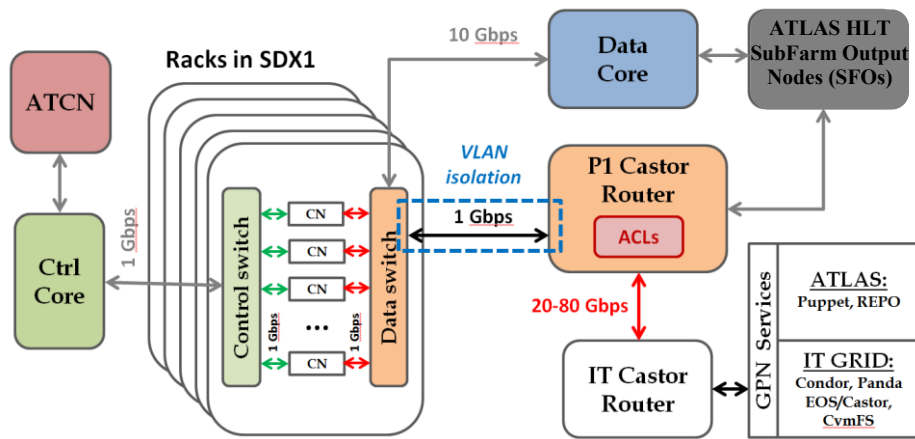 Racks in SDX1
10 Gbps
Data
Core
ATLAS HLT
SubFarm Output
Nodes (SFOs)
ATCN
1 Gbps
Ctrl
Core
Control switch
CN
CN
CN
...
CN
1 Gbps
1 Gbps
Data switch
VLAN
isolation
1 Gbps
P1 Castor
Router
ACLs
20-80 Gbps
IT Castor
Router
GPN Services
ATLAS:
Puppet, REPO
IT GRID:
Condor, Panda
EOS/Castor,
CvmFS